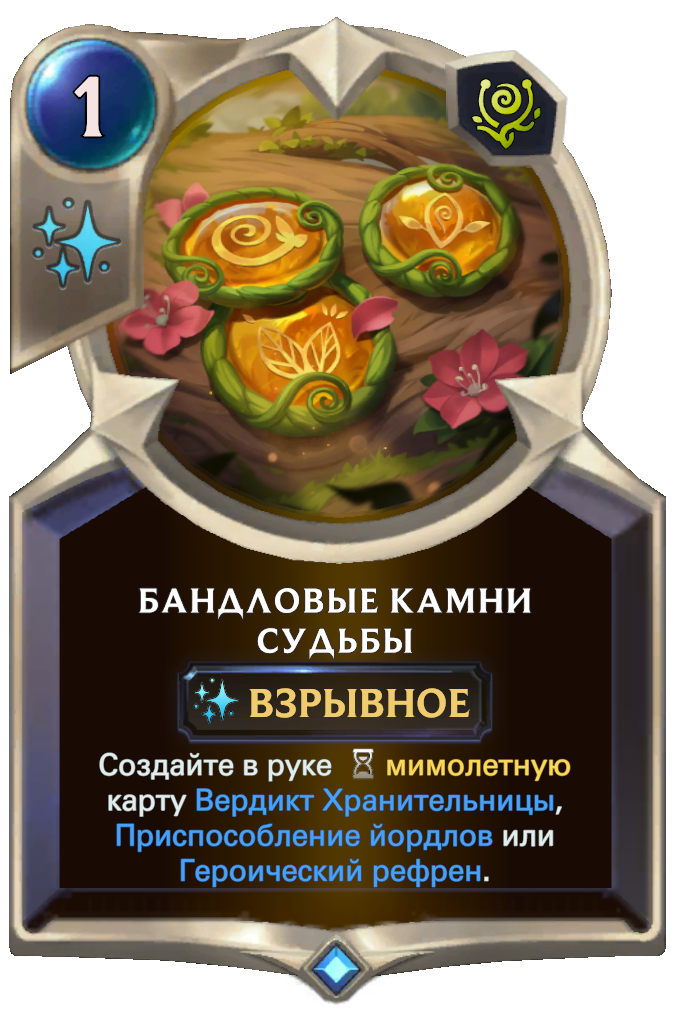 1
БАНДЛОВЫЕ КАМНИ
СУДЬБЫ
ВЗРЫВНОЕ
Создайте в руке мимолетную
карту Вердикт Хранительницы,
Приспособление йордлов или
Героический рефрен.